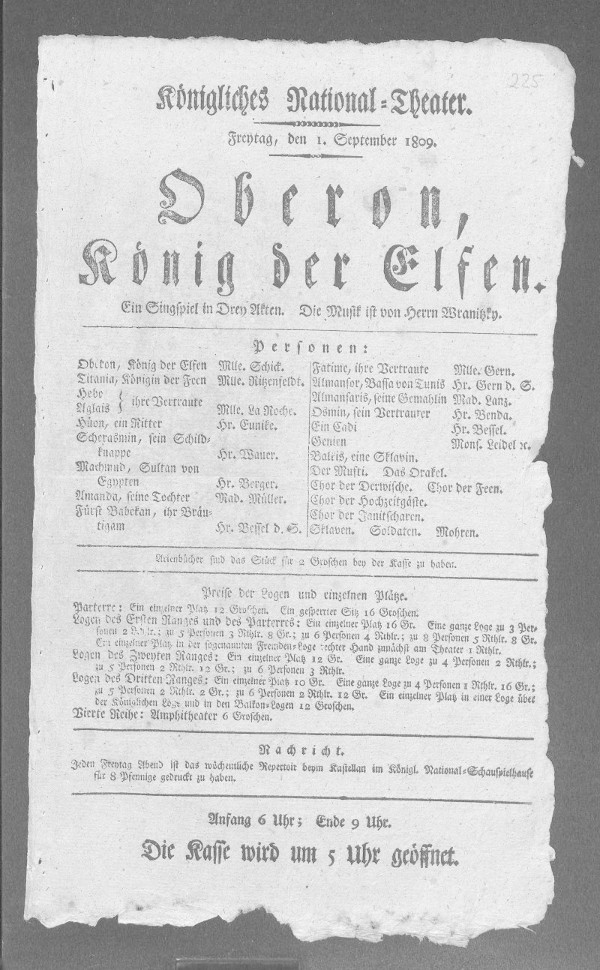 225
Königliches National-Theater.
Freytag, den 1. September 1809.
Oberon,
König der Elfen.
Ein Singspiel in Drey Akten. Die Musik ist von Herrn Wranitzky.
Personen:
Oberon, König der Elfen Mlle. Schick.
Titania, Königin der Feen Mlle. Ritzenfeldt.
Hebe
Aglais } ihre Vertraute Mlle. La Roche.
Hüon, ein Ritter Hr. Eunike.
Scherasmin, sein Schild-
knappe Hr. Wauer.
Machmud, Sultan von
Egypten Hr. Berger.
Amanda, seine Tochter Mad. Müller.
Fürst Babekan, ihr Bräu-
tigam Hr. Bessel d. S.
Fatime, ihre Vertraute Mlle. Gern.
Almansor, Bassa von Tunis Hr. Gern d. S.
Almansaris, seine Gemahlin Mad. Lanz.
Osmin, sein Vertrauter Hr. Benda.
Ein Cadi Hr. Bessel.
Genien Mons. Leidel ꝛc.
Balcis, eine Sklavin.
Der Mufti. Das Orakel.
Chor der Derwische. Chor der Feen.
Chor der Hochzeitgäste.
Chor der Janitscharen.
Sklaven. Soldaten. Mohren.
Arienbücher sind das Stück für 2 Groschen bey der Kasse zu haben.
Preise der Logen und einzelnen Plätze.
Parterre: Ein einzelner Platz 12 Groschen. Ein gesperrter Sitz 16 Groschen.
Logen des Ersten Ranges und des Parterres: Ein einzelner Platz 16 Gr. Eine ganze Loge zu 3 Per-
sonen 2 Rthlr.; zu 5 Personen 3 Rthlr. 8 Gr.; zu 6 Personen 4 Rthlr.; zu 8 Personen 5 Rthlr. 8 Gr.
Ein einzelner Platz in der sogenannten Fremden-Loge rechter Hand zunächst am Theater 1 Rthlr.
Logen des Zweyten Ranges: Ein einzelner Platz 12 Gr. Eine ganze Loge zu 4 Personen 2 Rthlr.;
zu 5 Personen 2 Rthlr. 12 Gr.; zu 6 Personen 3 Rthlr.
Logen des Dritten Ranges: Ein einzelner Platz 10 Gr. Eine ganze Loge zu 4 Personen 1 Rthlr. 16 Gr.;
zu 5 Personen 2 Rthlr. 2 Gr.; zu 6 Personen 2 Rthlr. 12 Gr. Ein einzelner Platz in einer Loge über
der Königlichen Loge und in den Balkon-Logen 12 Groschen.
Vierte Reihe: Amphitheater 6 Groschen.
Nachricht.
Jeden Freytag Abend ist das wöchentliche Repertoir beym Kastellan im Königl. National-Schauspielhause
für 8 Pfennige gedruckt zu haben.
Anfang 6 Uhr; Ende 9 Uhr.
Die Kasse wird um 5 Uhr geöffnet.